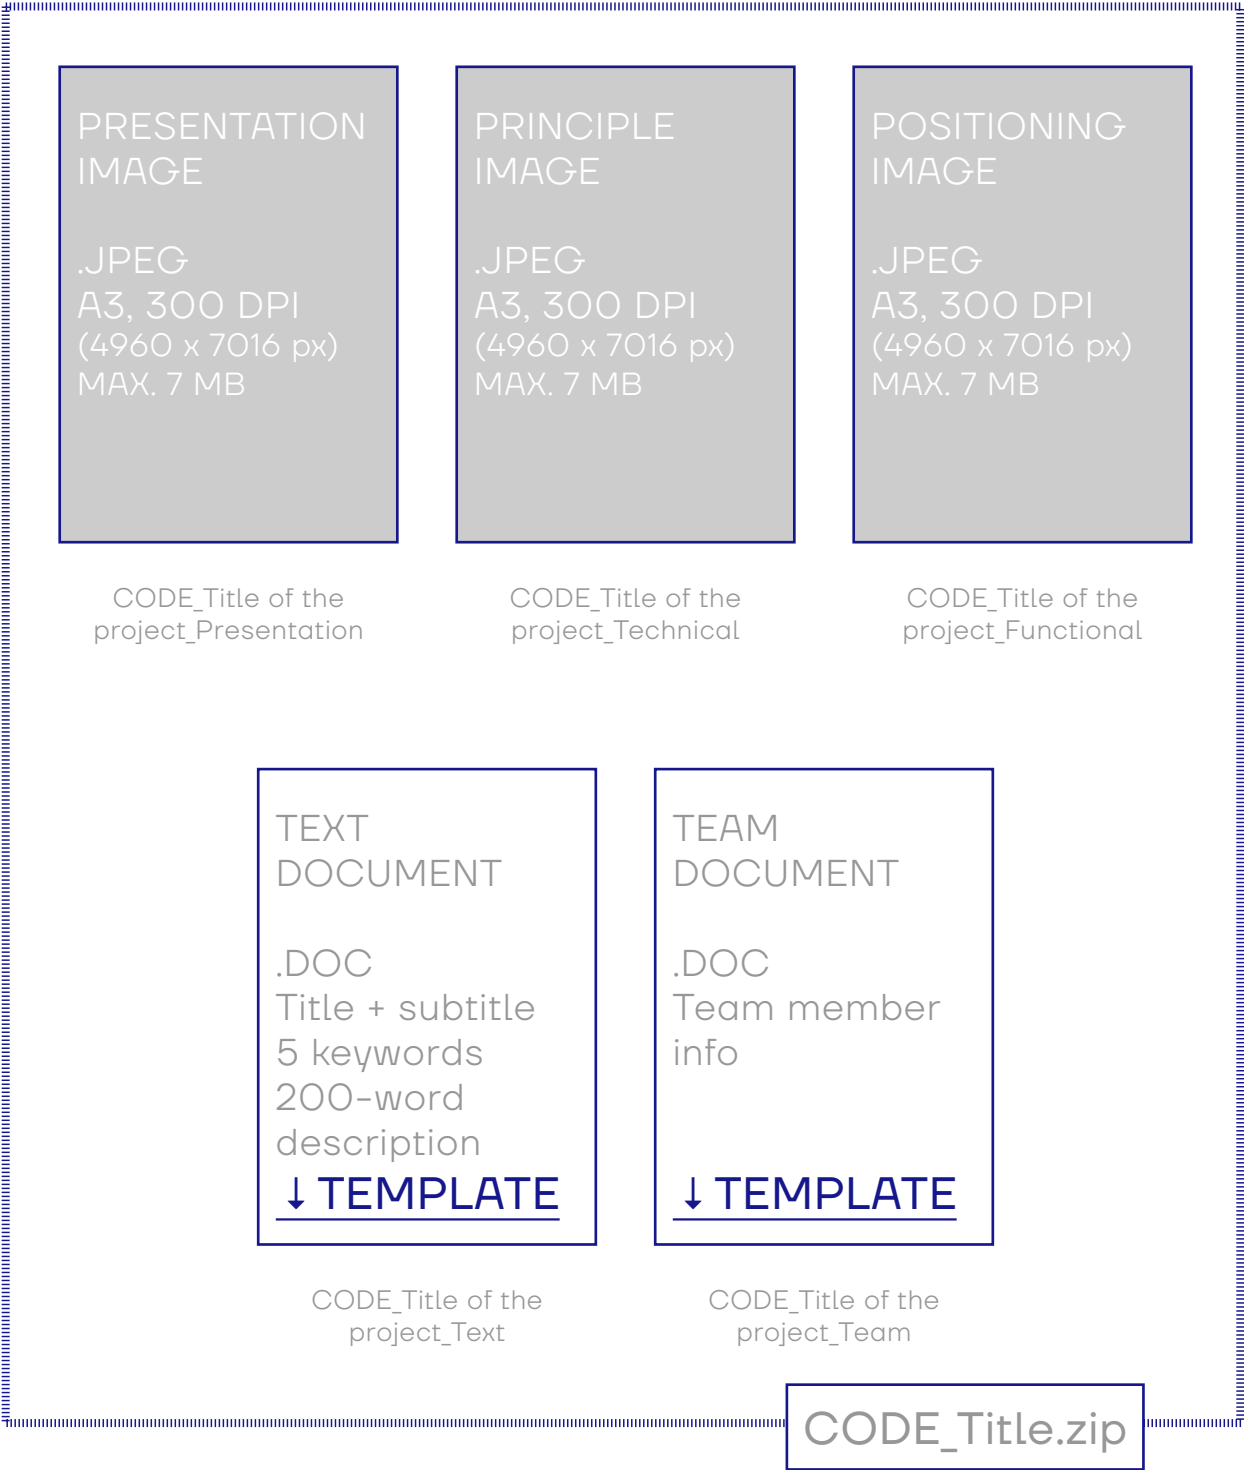 PRESENTATION
IMAGE
.JPEG
A3, 300 DPI
(4960 x 7016 px)
MAX. 7 MB
CODE_Title of the
project_Presentation
PRINCIPLE
IMAGE
.JPEG
A3, 300 DPI
(4960 x 7016 px)
MAX. 7 MB
CODE_Title of the
project_Technical
POSITIONING
IMAGE
.JPEG
A3, 300 DPI
(4960 x 7016 px)
MAX. 7 MB
CODE_Title of the
project_Functional
TEXT
DOCUMENT
.DOC
Title + subtitle
5 keywords
200-word
description
↓ TEMPLATE
CODE_Title of the
project_Text
TEAM
DOCUMENT
.DOC
Team member
info
↓ TEMPLATE
CODE_Title of the
project_Team
CODE_Title.zip